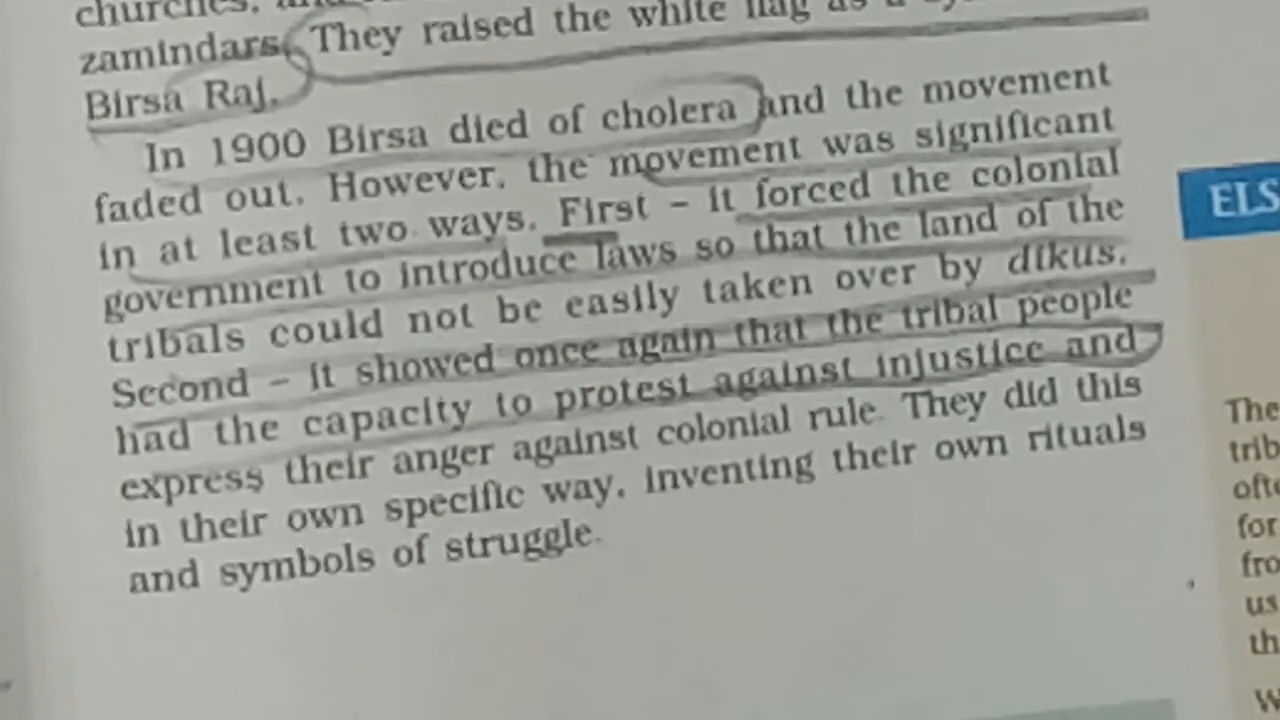 churches, and
zamindars. They raised the white flag as a
Birsa Raj.
In 1900 Birsa died of cholera and the movement
faded out. However, the movement was significant
in at least two ways. First – it forced the colonial
government to introduce laws so that the land of the
tribals could not be easily taken over by dikus.
Second – it showed once again that the tribal people
had the capacity to protest against injustice and
express their anger against colonial rule. They did this
in their own specific way, inventing their own rituals
and symbols of struggle.
ELS
The
trib
ofte
for
fro
us
th
W